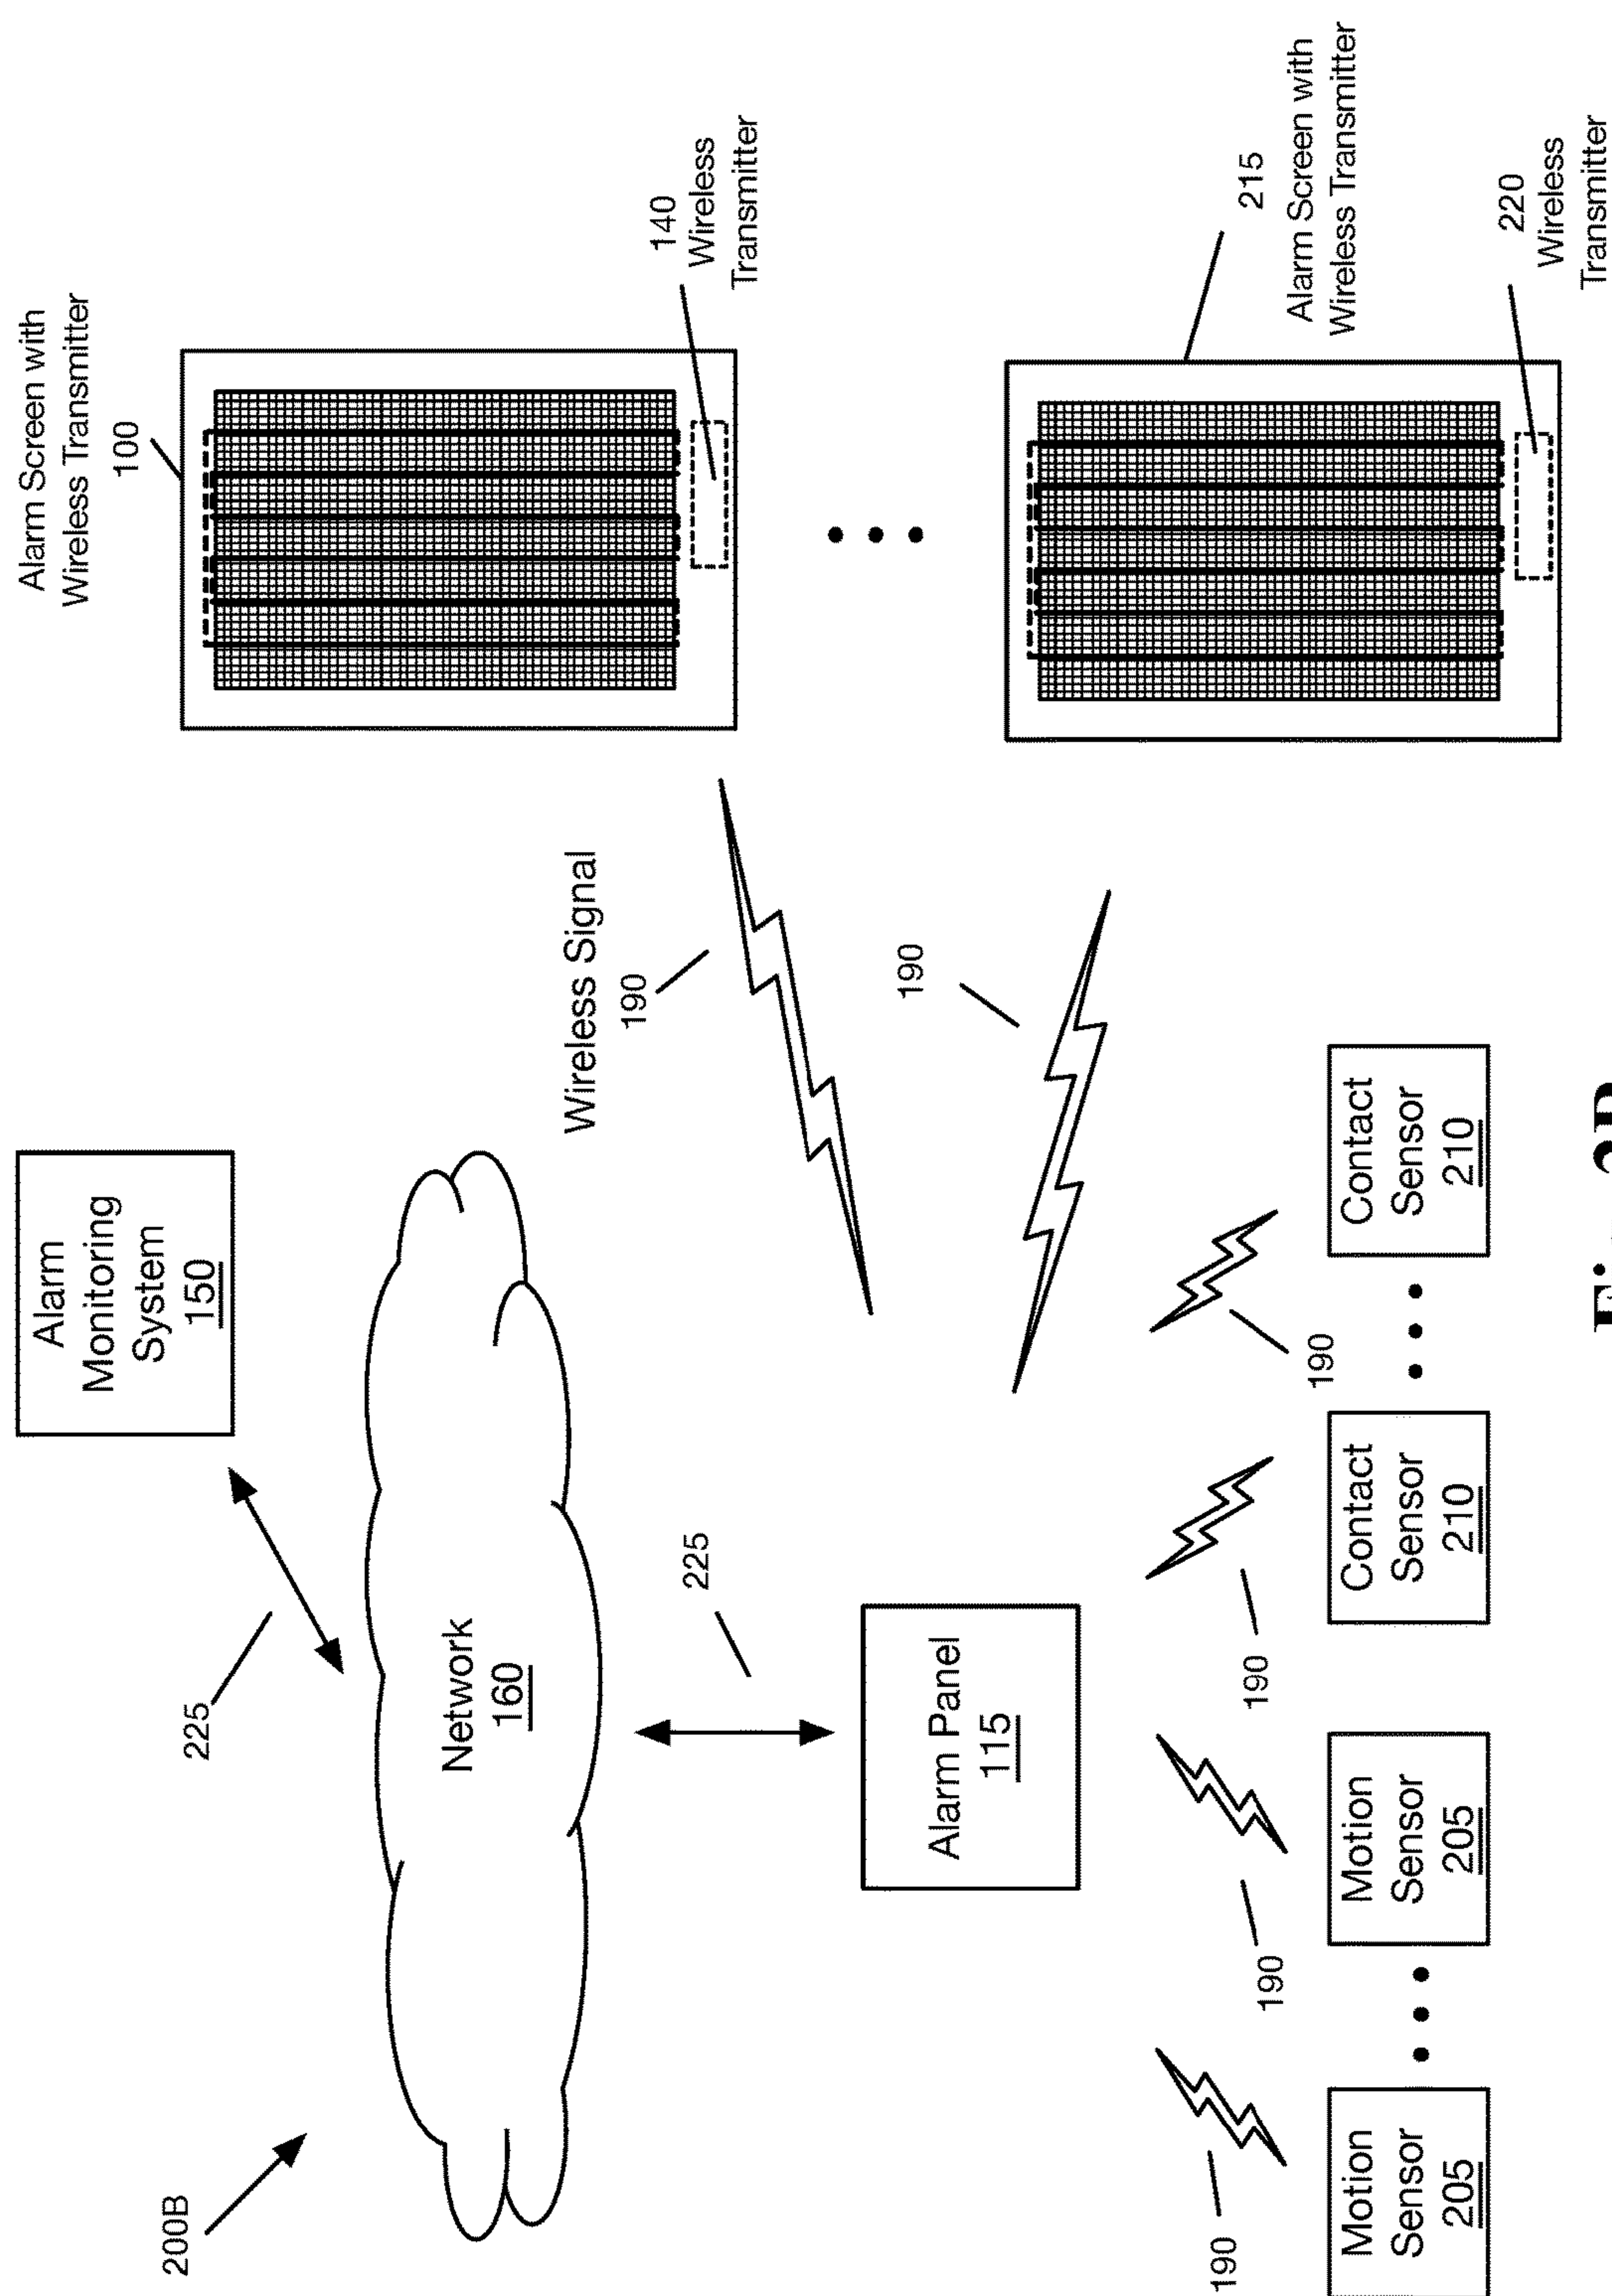 200B
225
Alarm
Monitoring
System
150
Network
160
225
Alarm Panel
115
Wireless Signal
190
190
Alarm Screen with
Wireless Transmitter
100
140
Wireless
Transmitter
215
Alarm Screen with
Wireless Transmitter
220
Wireless
Transmitter
190
190
190
190
Motion
Sensor
205
Motion
Sensor
205
Contact
Sensor
210
Contact
Sensor
210